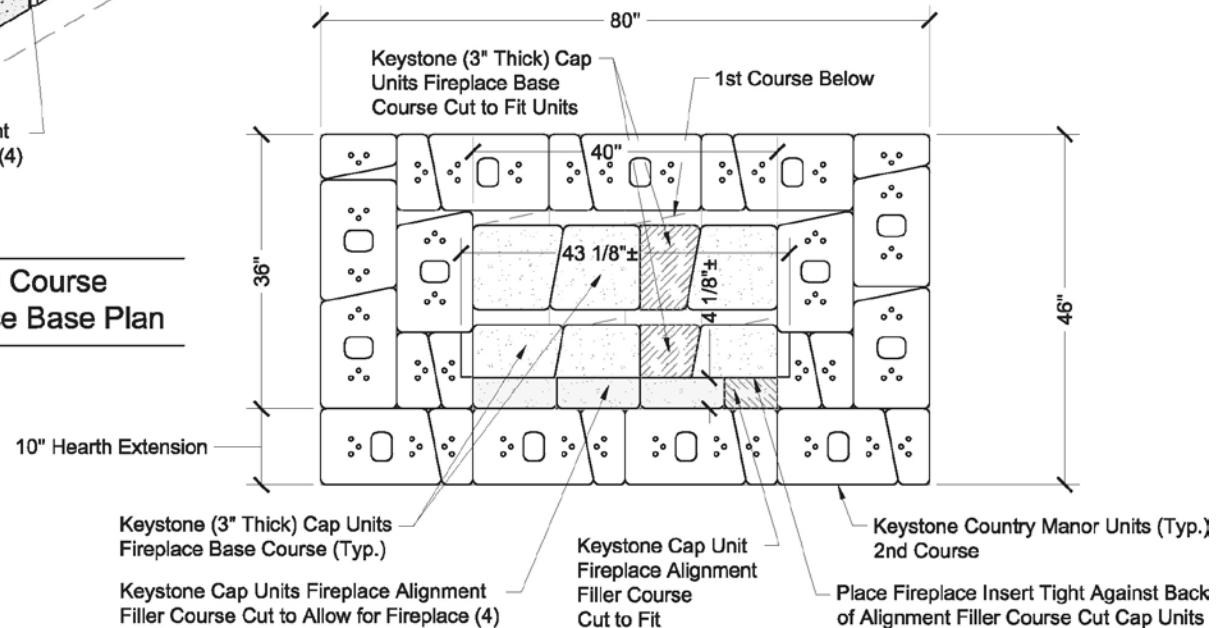 80"
Keystone (3" Thick) Cap
Units Fireplace Base
Course Cut to Fit Units
1st Course Below
(4)
40"
36"
43 1/8"±
4 1/8"±
46"
Course
Base Plan
10" Hearth Extension
Keystone (3" Thick) Cap Units
Fireplace Base Course (Typ.)
Keystone Cap Units Fireplace Alignment
Filler Course Cut to Allow for Fireplace (4)
Keystone Cap Unit
Fireplace Alignment
Filler Course
Cut to Fit
Keystone Country Manor Units (Typ.)
2nd Course
Place Fireplace Insert Tight Against Back
of Alignment Filler Course Cut Cap Units